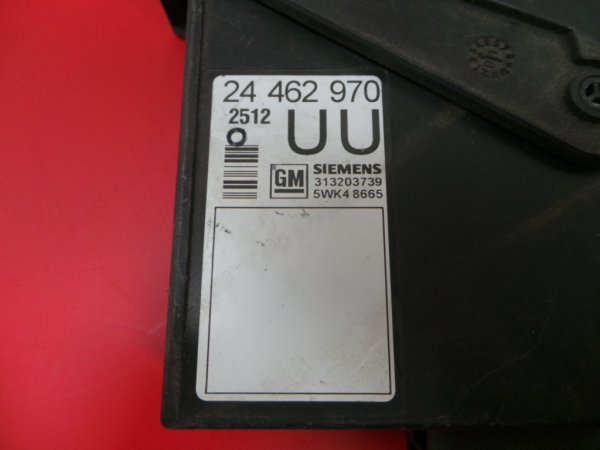 24 462 970
2512 UU
GM SIEMENS
313203739
5WK4 8665